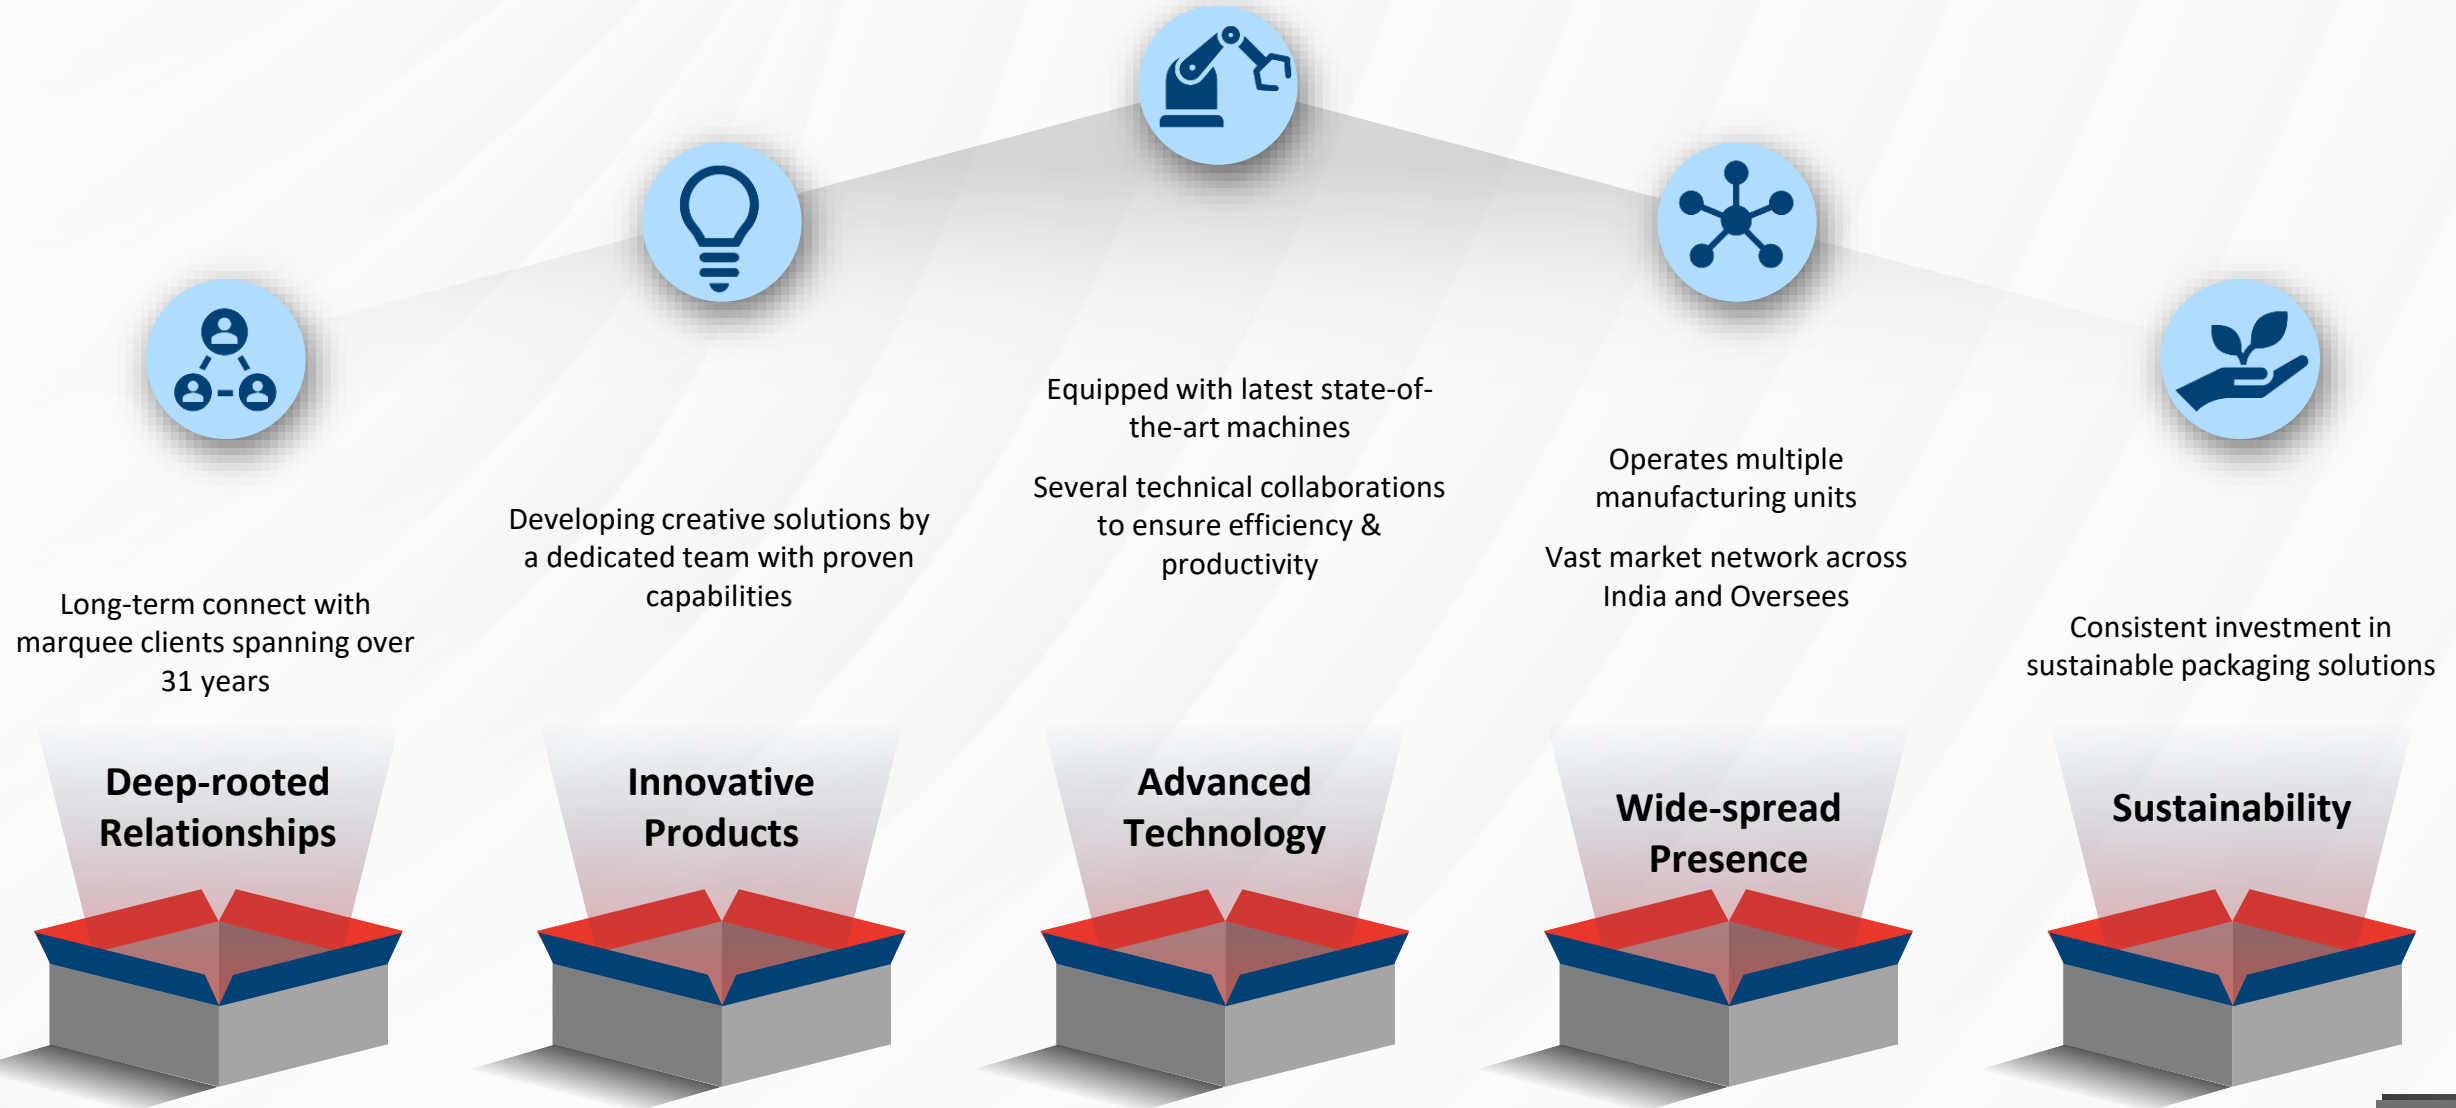 Long-term connect with
marquee clients spanning over
31 years
Deep-rooted
Relationships
Developing creative solutions by
a dedicated team with proven
capabilities
Innovative
Products
Equipped with latest state-of-
the-art machines
Several technical collaborations
to ensure efficiency &
productivity
Advanced
Technology
Operates multiple
manufacturing units
Vast market network across
India and Oversees
Wide-spread
Presence
Consistent investment in
sustainable packaging solutions
Sustainability